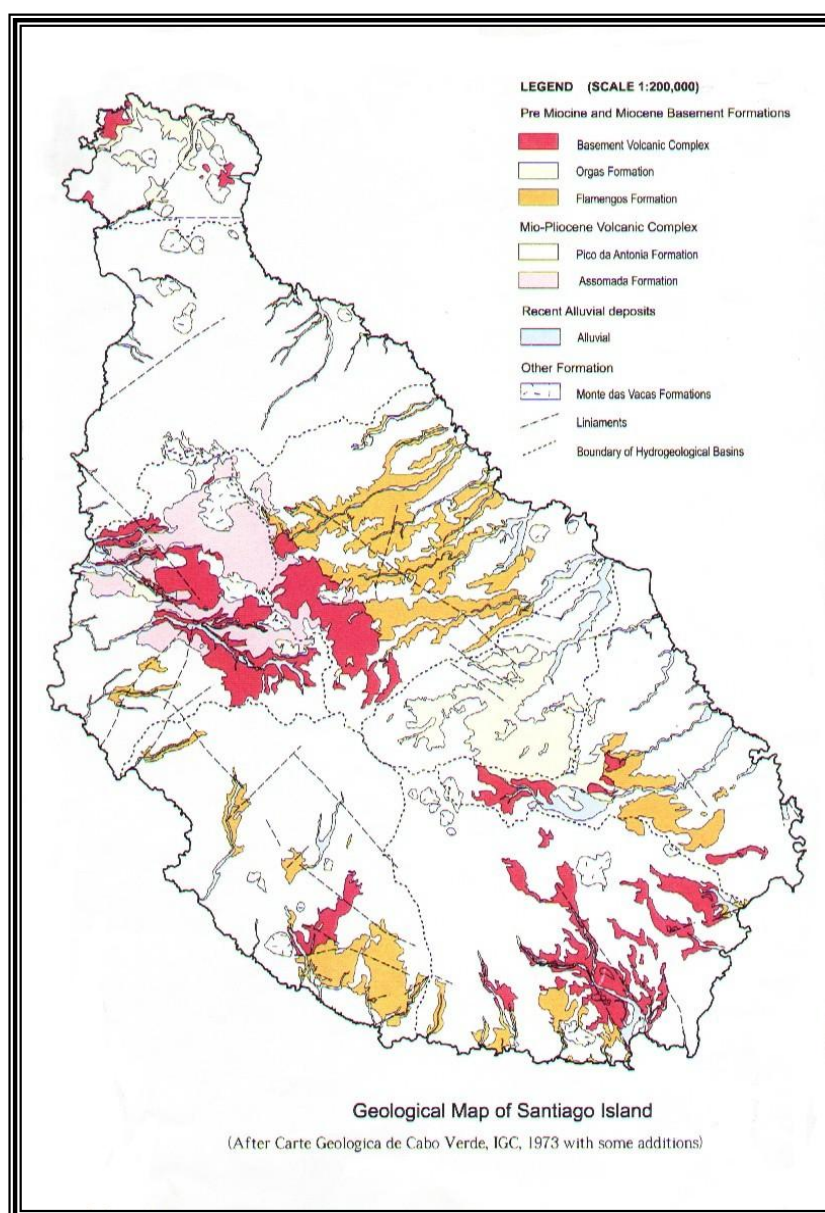 LEGEND (SCALE 1:200,000)
Pre Miocene and Miocene Basement Formations
Basement Volcanic Complex
Orgas Formation
Flamengos Formation
Mio-Pliocene Volcanic Complex
Pico da Antonia Formation
Assomada Formation
Recent Alluvial deposits
Alluvial
Other Formation
Monte das Vacas Formations
Liniaments
Boundary of Hydrogeological Basins
Geological Map of Santiago Island
(After Carte Geologica de Cabo Verde, IGC, 1973 with some additions)